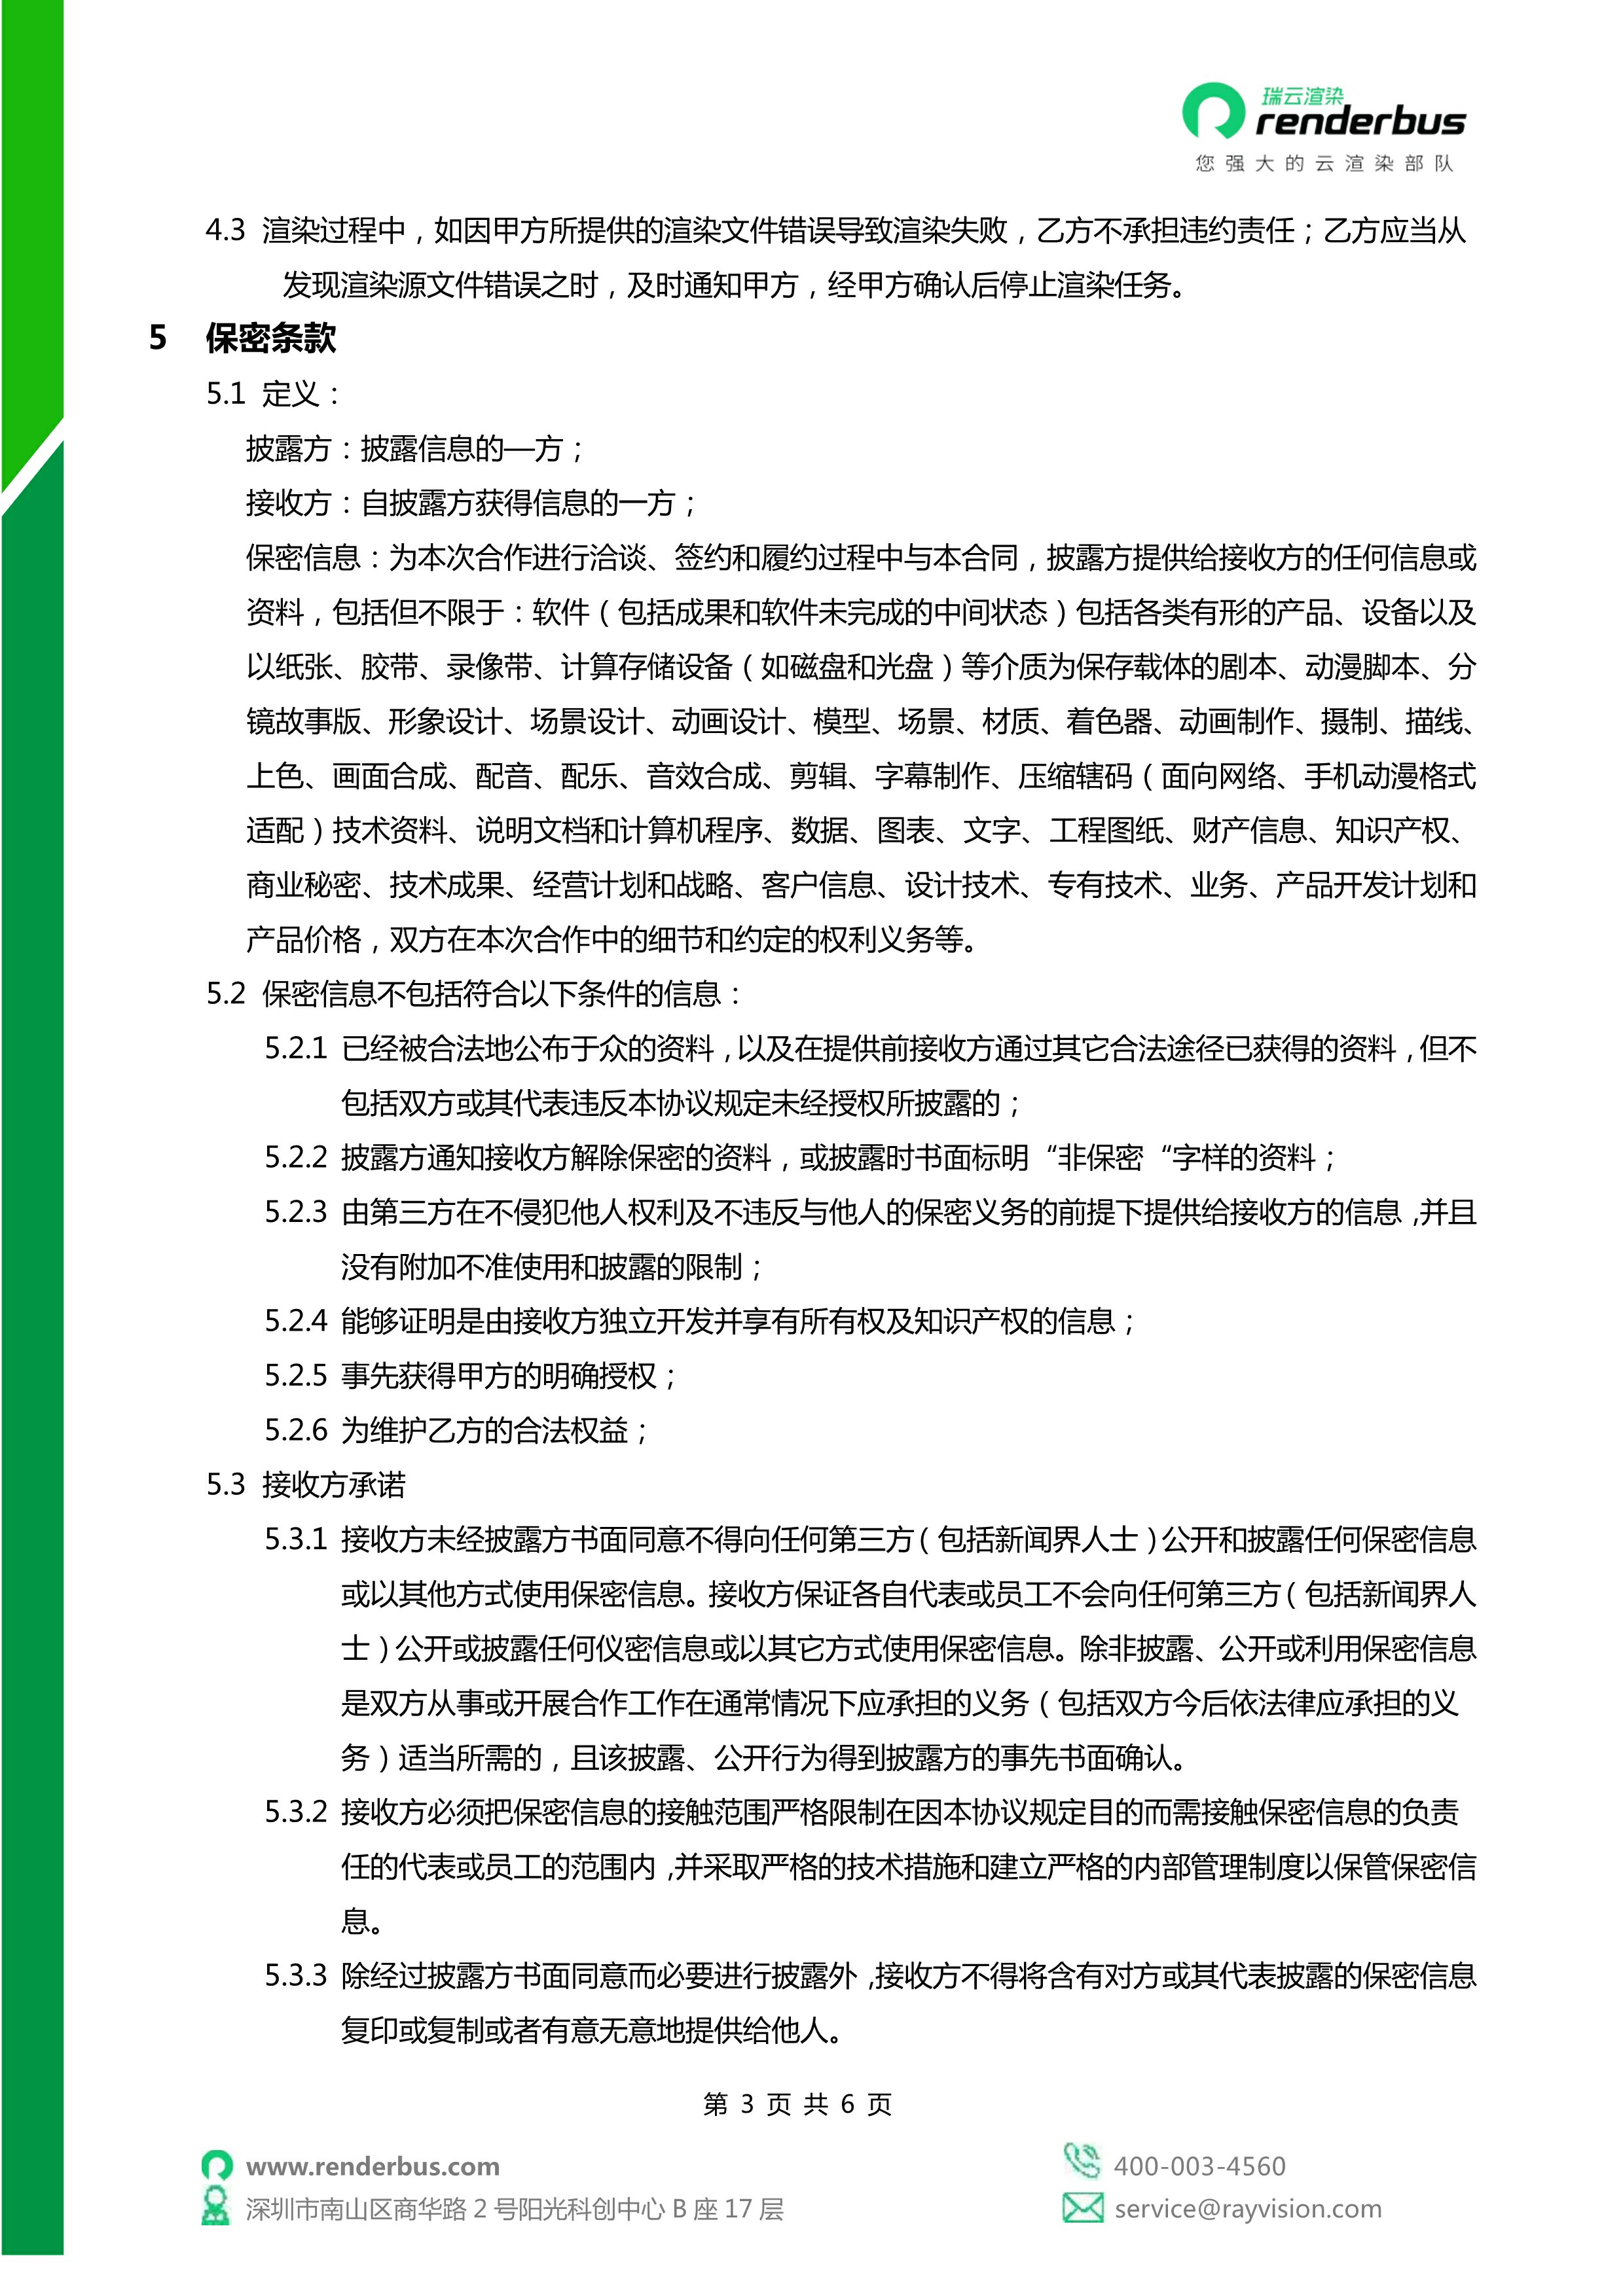 瑞云渲染
renderbus
您强大的云渲染部队
4.3 渲染过程中，如因甲方所提供的渲染文件错误导致渲染失败，乙方不承担违约责任；乙方应当从
发现渲染源文件错误之时，及时通知甲方，经甲方确认后停止渲染任务。
5 保密条款
5.1 定义：
披露方：披露信息的—方；
接收方：自披露方获得信息的一方；
保密信息：为本次合作进行洽谈、签约和履约过程中与本合同，披露方提供给接收方的任何信息或
资料，包括但不限于：软件（包括成果和软件未完成的中间状态）包括各类有形的产品、设备以及
以纸张、胶带、录像带、计算存储设备（如磁盘和光盘）等介质为保存载体的剧本、动漫脚本、分
镜故事版、形象设计、场景设计、动画设计、模型、场景、材质、着色器、动画制作、摄制、描线、
上色、画面合成、配音、配乐、音效合成、剪辑、字幕制作、压缩辖码（面向网络、手机动漫格式
适配）技术资料、说明文档和计算机程序、数据、图表、文字、工程图纸、财产信息、知识产权、
商业秘密、技术成果、经营计划和战略、客户信息、设计技术、专有技术、业务、产品开发计划和
产品价格，双方在本次合作中的细节和约定的权利义务等。
5.2 保密信息不包括符合以下条件的信息：
5.2.1 已经被合法地公布于众的资料，以及在提供前接收方通过其它合法途径已获得的资料，但不
包括双方或其代表违反本协议规定未经授权所披露的；
5.2.2 披露方通知接收方解除保密的资料，或披露时书面标明“非保密“字样的资料；
5.2.3 由第三方在不侵犯他人权利及不违反与他人的保密义务的前提下提供给接收方的信息，并且
没有附加不准使用和披露的限制；
5.2.4 能够证明是由接收方独立开发并享有所有权及知识产权的信息；
5.2.5 事先获得甲方的明确授权；
5.2.6 为维护乙方的合法权益；
5.3 接收方承诺
5.3.1 接收方未经披露方书面同意不得向任何第三方（包括新闻界人士）公开和披露任何保密信息
或以其他方式使用保密信息。接收方保证各自代表或员工不会向任何第三方（包括新闻界人
士）公开或披露任何仪密信息或以其它方式使用保密信息。除非披露、公开或利用保密信息
是双方从事或开展合作工作在通常情况下应承担的义务（包括双方今后依法律应承担的义
务）适当所需的，且该披露、公开行为得到披露方的事先书面确认。
5.3.2 接收方必须把保密信息的接触范围严格限制在因本协议规定目的而需接触保密信息的负责
任的代表或员工的范围内，并采取严格的技术措施和建立严格的内部管理制度以保管保密信
息。
5.3.3 除经过披露方书面同意而必要进行披露外，接收方不得将含有对方或其代表披露的保密信息
复印或复制或者有意无意地提供给他人。
第 3 页 共 6 页
www.renderbus.com
400-003-4560
深圳市南山区商华路 2 号阳光科创中心 B 座 17 层
service@rayvision.com